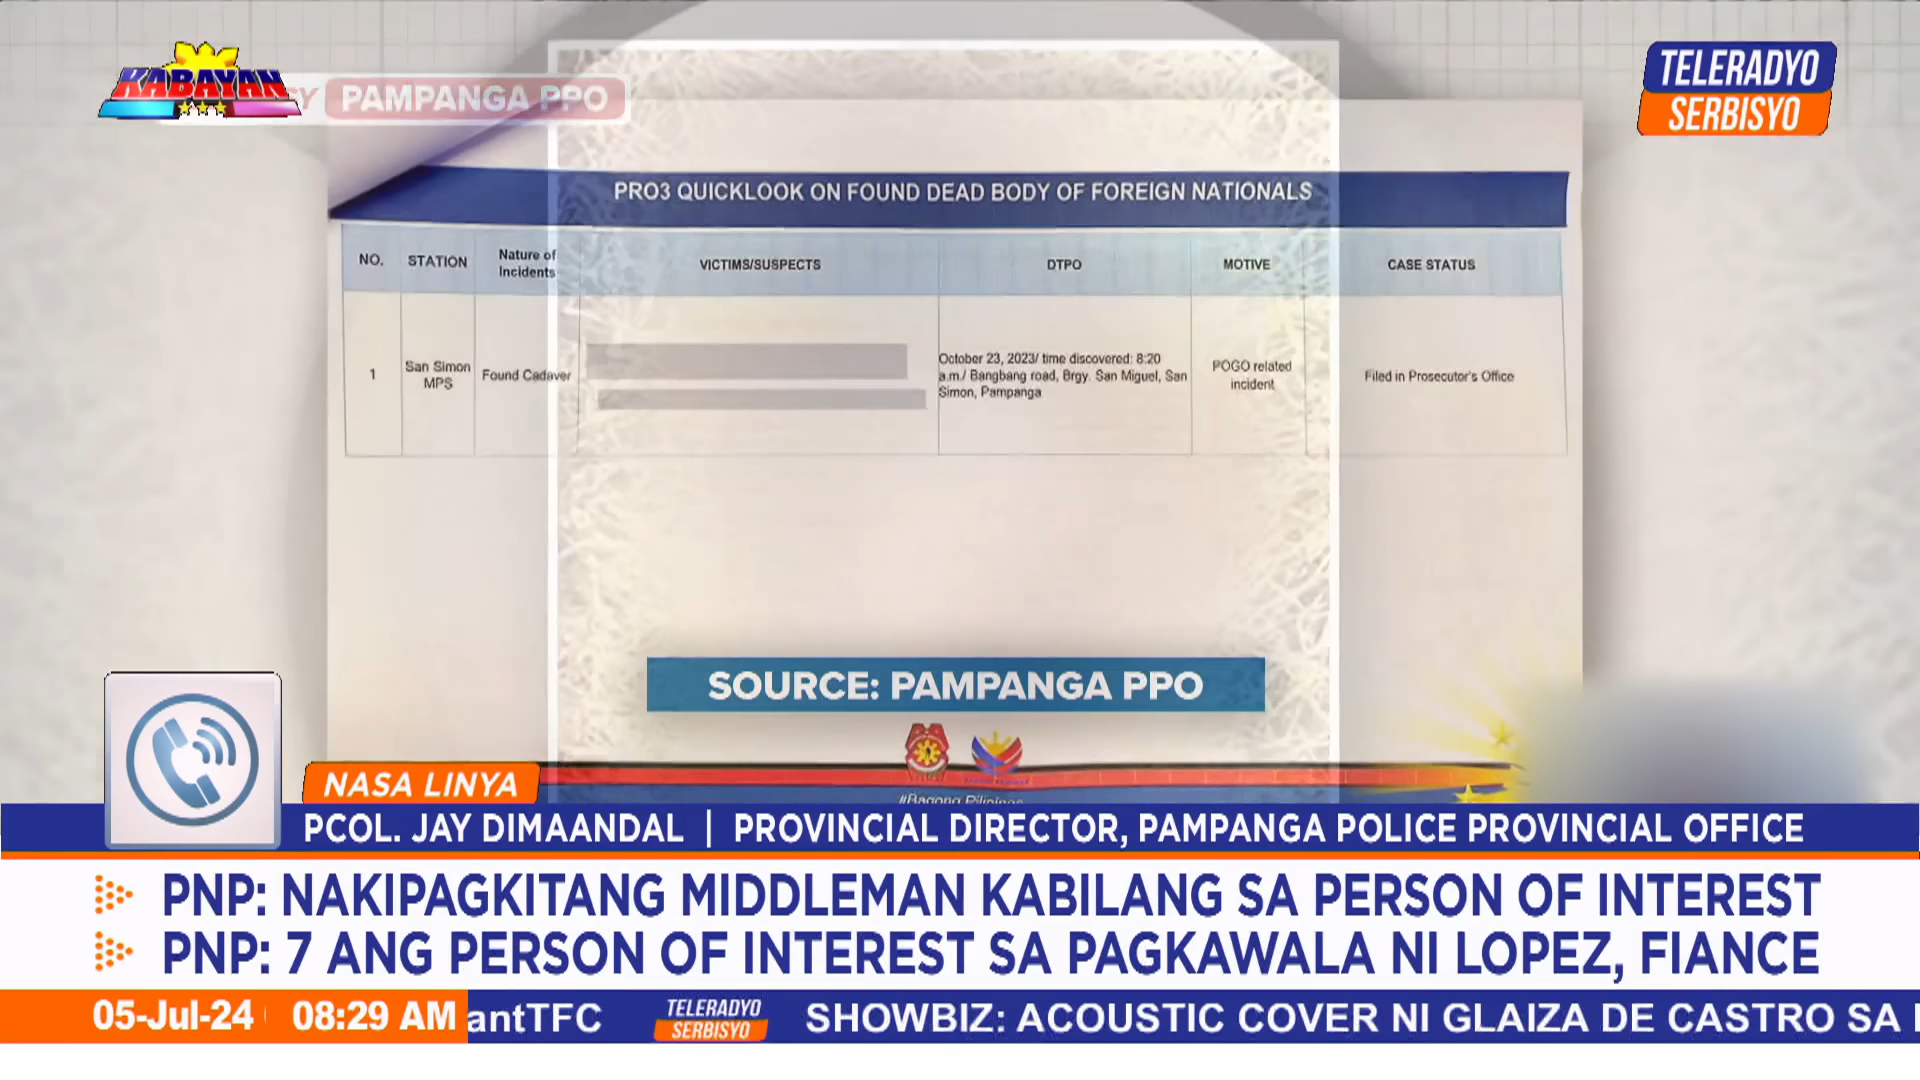 KABAYAN
SY PAMPANGA PPO
TELERADYO
SERBISYO
PRO3 QUICKLOOK ON FOUND DEAD BODY OF FOREIGN NATIONALS
NO. STATION Nature of Incidents VICTIMS/SUSPECTS DTPO MOTIVE CASE STATUS
1 San Simon MPS Found Cadaver October 23, 2023/ time discovered: 8:20 a.m./ Bangbang road, Brgy. San Miguel, San Simon, Pampanga POGO related incident Filed in Prosecutor's Office
SOURCE: PAMPANGA PPO
#Bagong Pilipinas
NASA LINYA
PCOL. JAY DIMAANDAL | PROVINCIAL DIRECTOR, PAMPANGA POLICE PROVINCIAL OFFICE
PNP: NAKIPAGKITANG MIDDLEMAN KABILANG SA PERSON OF INTEREST
PNP: 7 ANG PERSON OF INTEREST SA PAGKAWALA NI LOPEZ, FIANCE
05-Jul-24 08:29 AM antTFC TELERADYO SERBISYO SHOWBIZ: ACOUSTIC COVER NI GLAIZA DE CASTRO SA